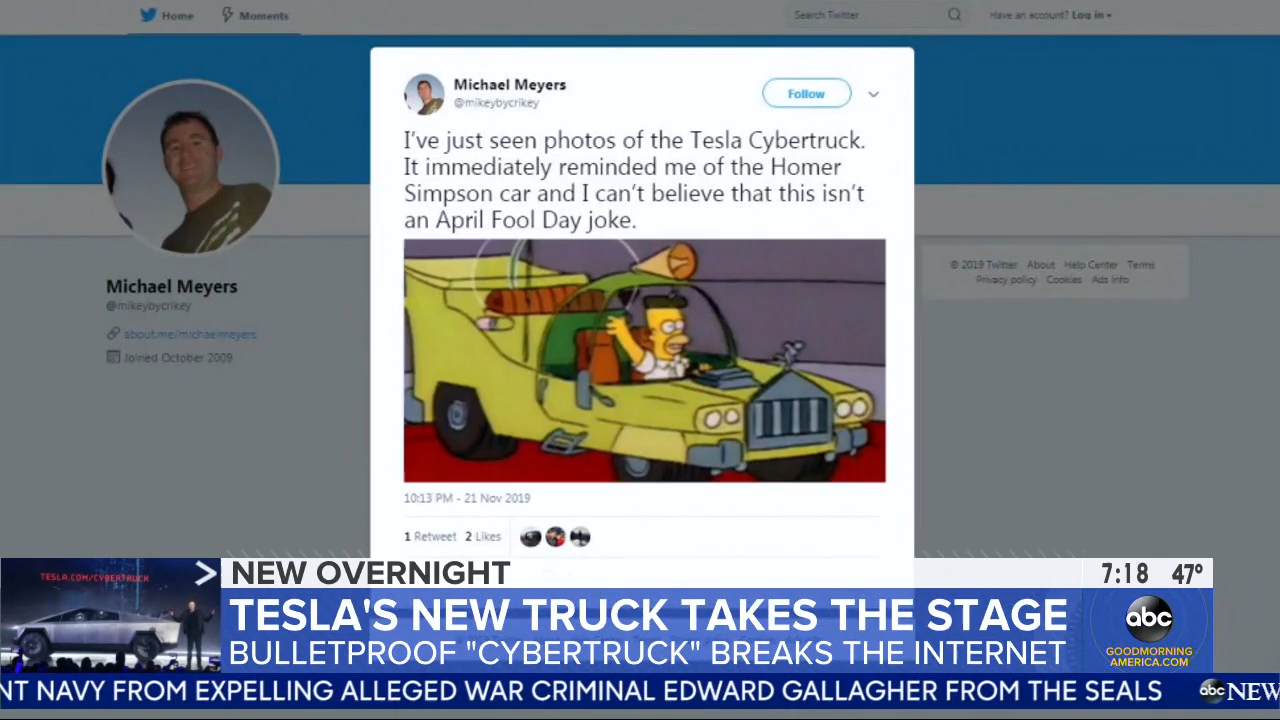 Home
Moments
Search Twitter
Have an account? Log in
Michael Meyers
@mikeybycrikey
Follow
I've just seen photos of the Tesla Cybertruck.
It immediately reminded me of the Homer
Simpson car and I can't believe that this isn't
an April Fool Day joke.
10:13 PM - 21 Nov 2019
1 Retweet 2 Likes
Michael Meyers
@mikeybycrikey
about.me/michaelmeyers
Joined October 2009
© 2019 Twitter About Help Center Terms
Privacy policy Cookies Ads info
TESLA.COM/CYBERTRUCK
NEW OVERNIGHT
7:18 47°
TESLA'S NEW TRUCK TAKES THE STAGE
BULLETPROOF "CYBERTRUCK" BREAKS THE INTERNET
abc
GOODMORNING
AMERICA.COM
NT NAVY FROM EXPELLING ALLEGED WAR CRIMINAL EDWARD GALLAGHER FROM THE SEALS abc NEW